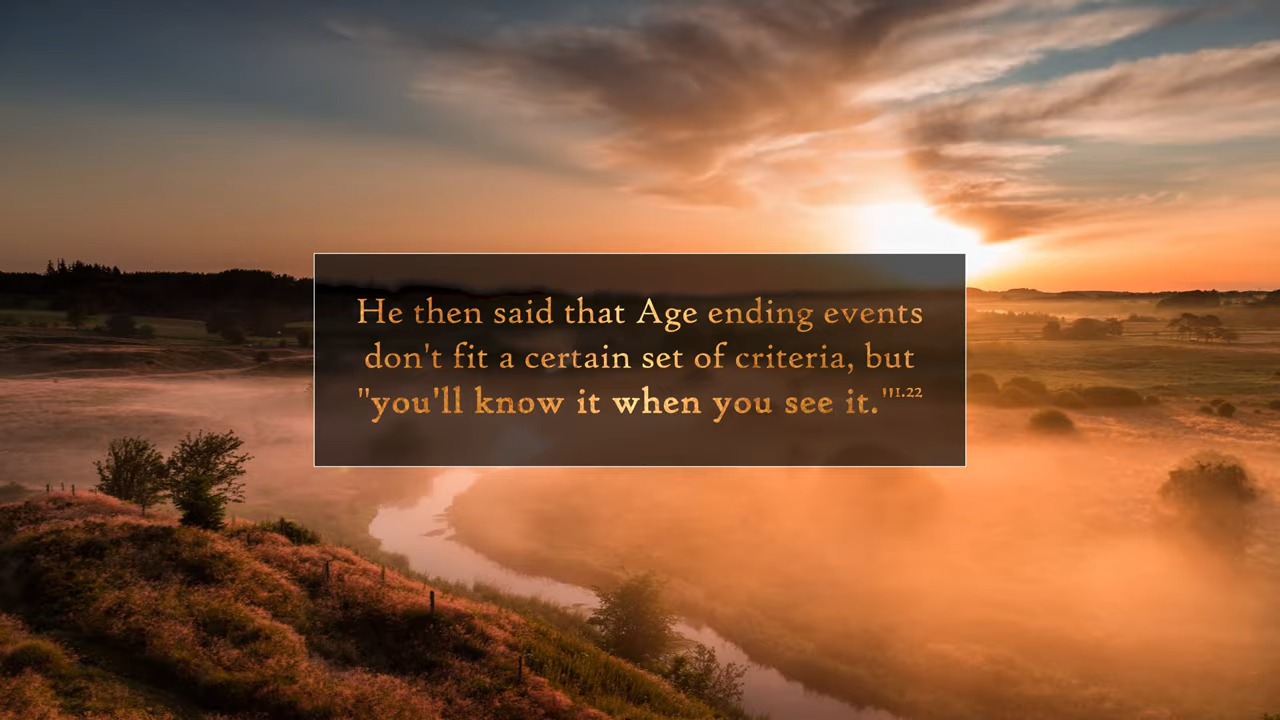 He then said that Age ending events
don't fit a certain set of criteria, but
"you'll know it when you see it."1.22